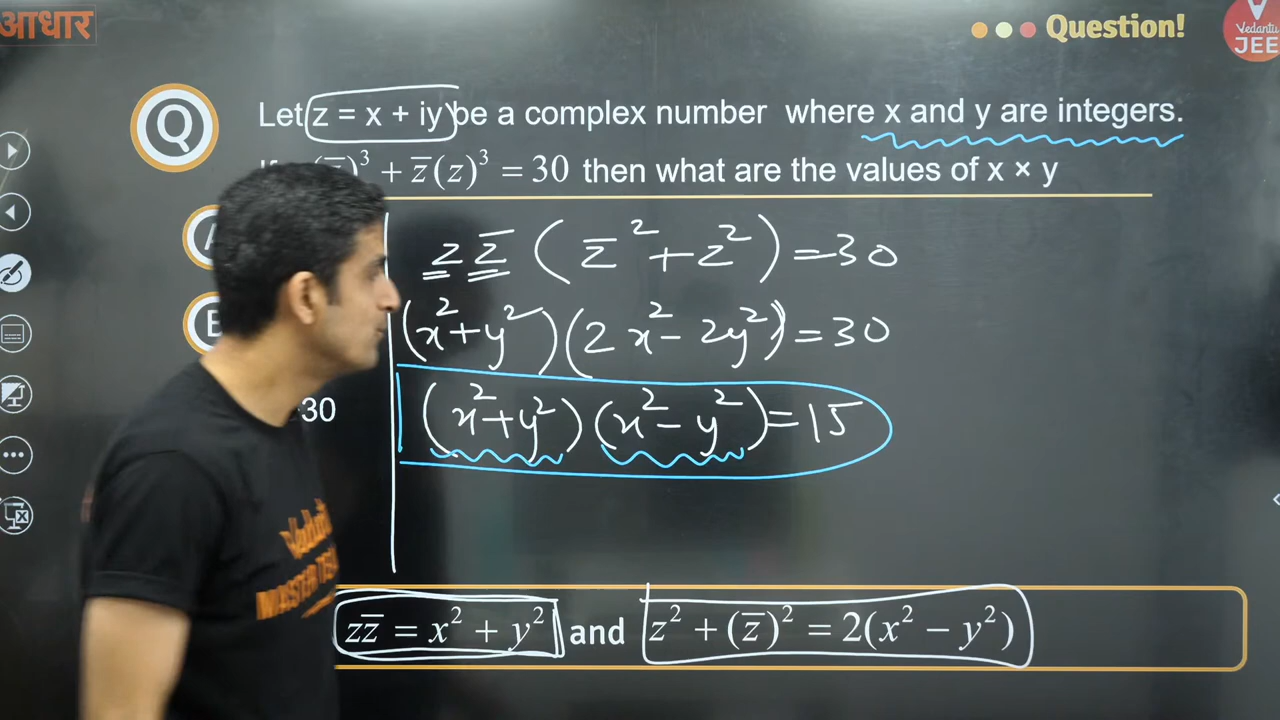 आधार
Question!
Vedantu
JEE
Q
Let z = x + iy be a complex number where x and y are integers.
(z̅)³ + z̅(z)³ = 30 then what are the values of x × y
z z̅ (z̅² + z²) = 30
(x² + y²)(2x² − 2y²) = 30
30
(x² + y²)(x² − y²) = 15
Vedantu
MASTER
zz̅ = x² + y² and z² + (z̅)² = 2(x² − y²)